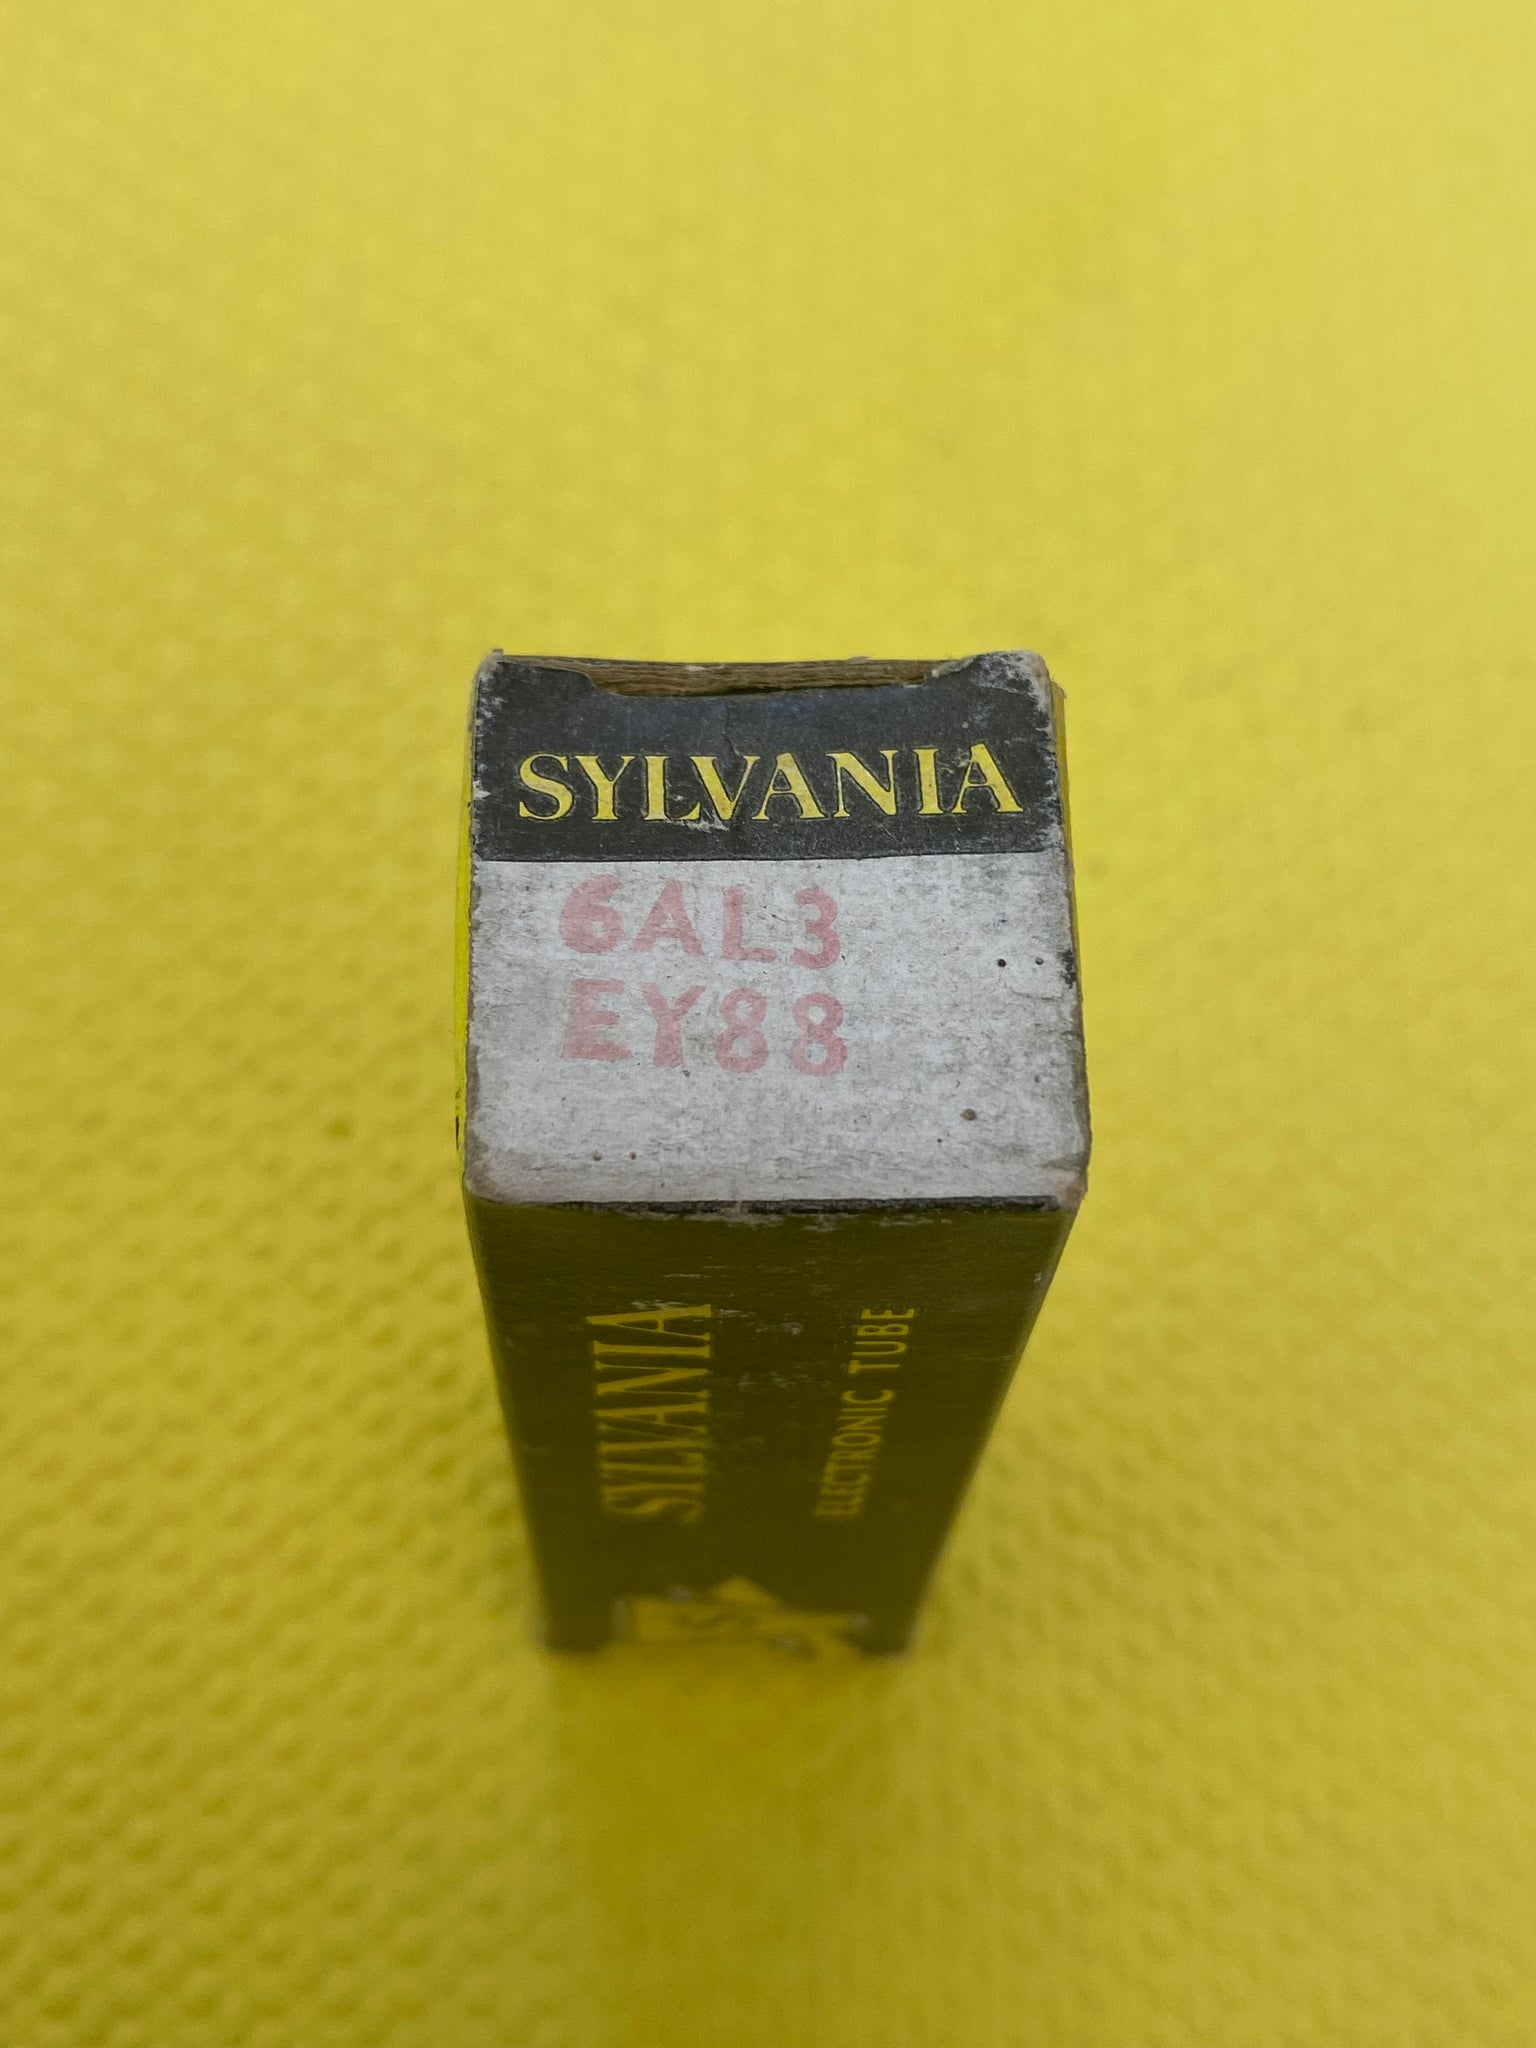 SYLVANIA
6AL3
EY88
SYLVANIA
ELECTRONIC TUBE
S